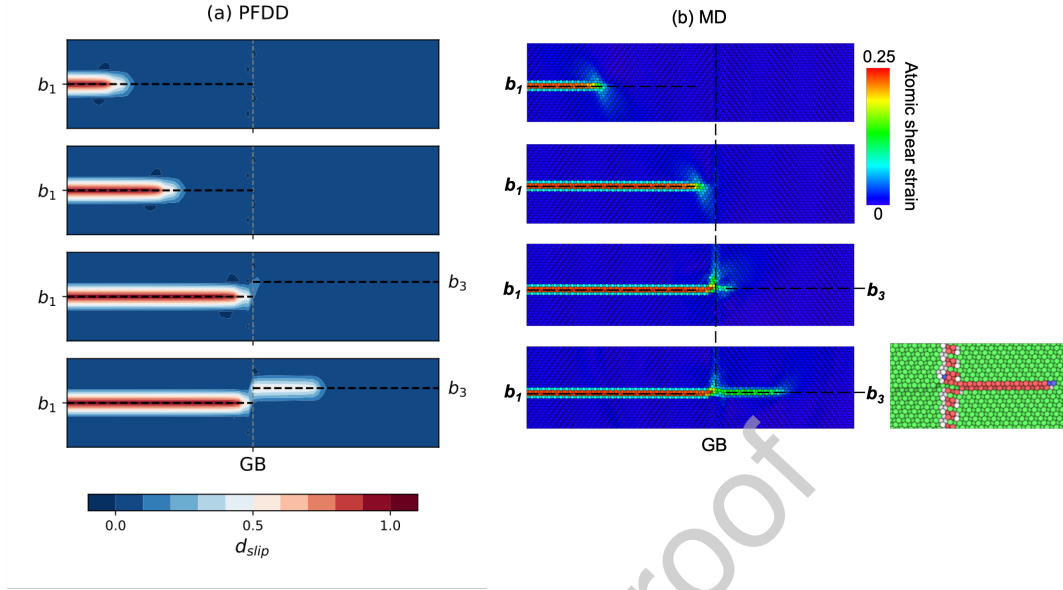 (a) PFDD
b1
b1
b1
b3
b1
b3
GB
0.0 0.5 1.0
dslip
(b) MD
b1
0.25
Atomic shear strain
0
b1
b1
b3
b1
b3
GB
roof